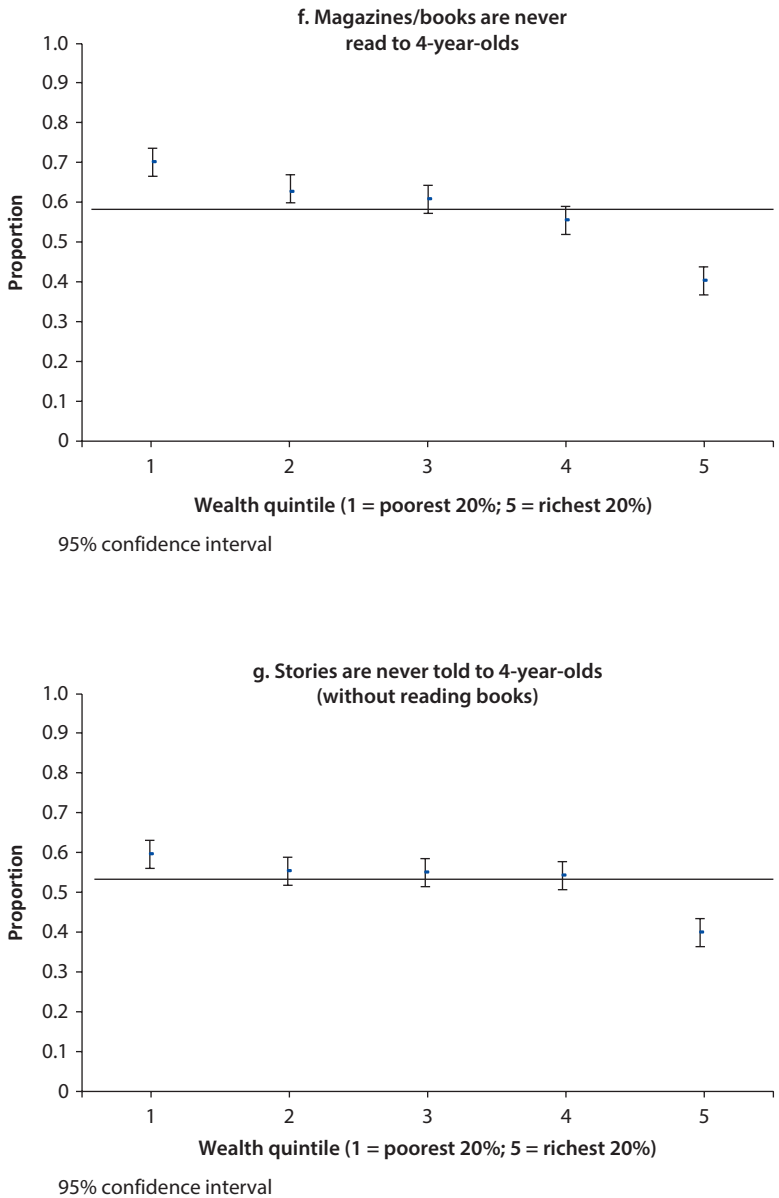 f. Magazines/books are never
read to 4-year-olds
1.0
0.9
0.8
0.7
0.6
0.5
0.4
0.3
0.2
0.1
0
Proportion
1 2 3 4 5
Wealth quintile (1 = poorest 20%; 5 = richest 20%)
95% confidence interval
g. Stories are never told to 4-year-olds
(without reading books)
1.0
0.9
0.8
0.7
0.6
0.5
0.4
0.3
0.2
0.1
0
Proportion
1 2 3 4 5
Wealth quintile (1 = poorest 20%; 5 = richest 20%)
95% confidence interval